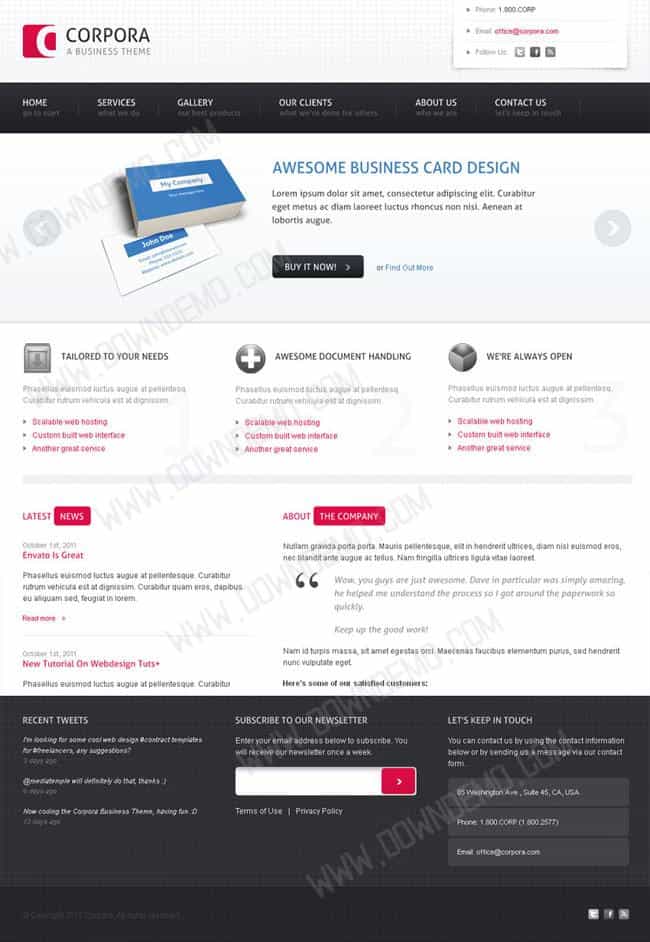 CORPORA
A BUSINESS THEME
Phone: 1.800.CORP
Email: office@corpora.com
Follow Us:
HOME
go to start
SERVICES
what we do
GALLERY
our best products
OUR CLIENTS
what we're done for others
ABOUT US
who we are
CONTACT US
let's keep in touch
My Company
John Doe
AWESOME BUSINESS CARD DESIGN
Lorem ipsum dolor sit amet, consectetur adipiscing elit. Curabitur
eget metus ac diam laoreet luctus rhoncus non nisi. Aenean at
lobortis augue.
BUY IT NOW!
or Find Out More
TAILORED TO YOUR NEEDS
Phasellus euismod luctus augue at pellentesq.
Curabitur rutrum vehicula est at dignissim.
Scalable web hosting
Custom built web interface
Another great service
AWESOME DOCUMENT HANDLING
Phasellus euismod luctus augue at pellentesq.
Curabitur rutrum vehicula est at dignissim.
Scalable web hosting
Custom built web interface
Another great service
2
WE'RE ALWAYS OPEN
Phasellus euismod luctus augue at pellentesq.
Curabitur rutrum vehicula est at dignissim.
Scalable web hosting
Custom built web interface
Another great service
3
LATEST NEWS
October 1st, 2011
Envato Is Great
Phasellus euismod luctus augue at pellentesque. Curabitur
rutrum vehicula est at dignissim. Curabitur quam eros, dapibus
eu aliquam sed, feugiat in lorem.
Read more »
October 1st, 2011
New Tutorial On Webdesign Tuts+
Phasellus euismod luctus augue at pellentesque. Curabitur
ABOUT THE COMPANY
Nullam gravida porta porta. Mauris pellentesque, elit in hendrerit ultrices, diam nisl euismod eros,
nec blandit ante augue ac tellus. Nam fringilla ultrices ligula vitae laoreet.
“ Wow, you guys are just awesome. Dave in particular was simply amazing,
he helped me understand the process so I got around the paperwork so
quickly.
Keep up the good work!
Nam id turpis massa, sit amet egestas orci. Maecenas faucibus elementum purus, sed hendrerit
nunc vulputate eget.
Here's some of our satisfied customers:
RECENT TWEETS
I'm looking for some cool web design #contract templates
for #freelancers, any suggestions?
3 days ago
@mediatemple will definitely do that, thanks :)
Now coding the Corpora Business Theme, having fun :D
SUBSCRIBE TO OUR NEWSLETTER
Enter your email address below to subscribe. You
will receive our newsletter once a week.
Terms of Use | Privacy Policy
LET'S KEEP IN TOUCH
You can contact us by using the contact information
below or by sending us a message via our contact
form.
85 Washington Ave., Suite 45, CA, USA
Phone: 1.800.CORP (1.800.2577)
Email: office@corpora.com
© Copyright 2011 Corpora. All rights reserved.
WWW.DOWNDEMO.COM
WWW.DOWNDEMO.COM
WWW.DOWNDEMO.COM
WWW.DOWNDEMO.COM
WWW.DOWNDEMO.COM